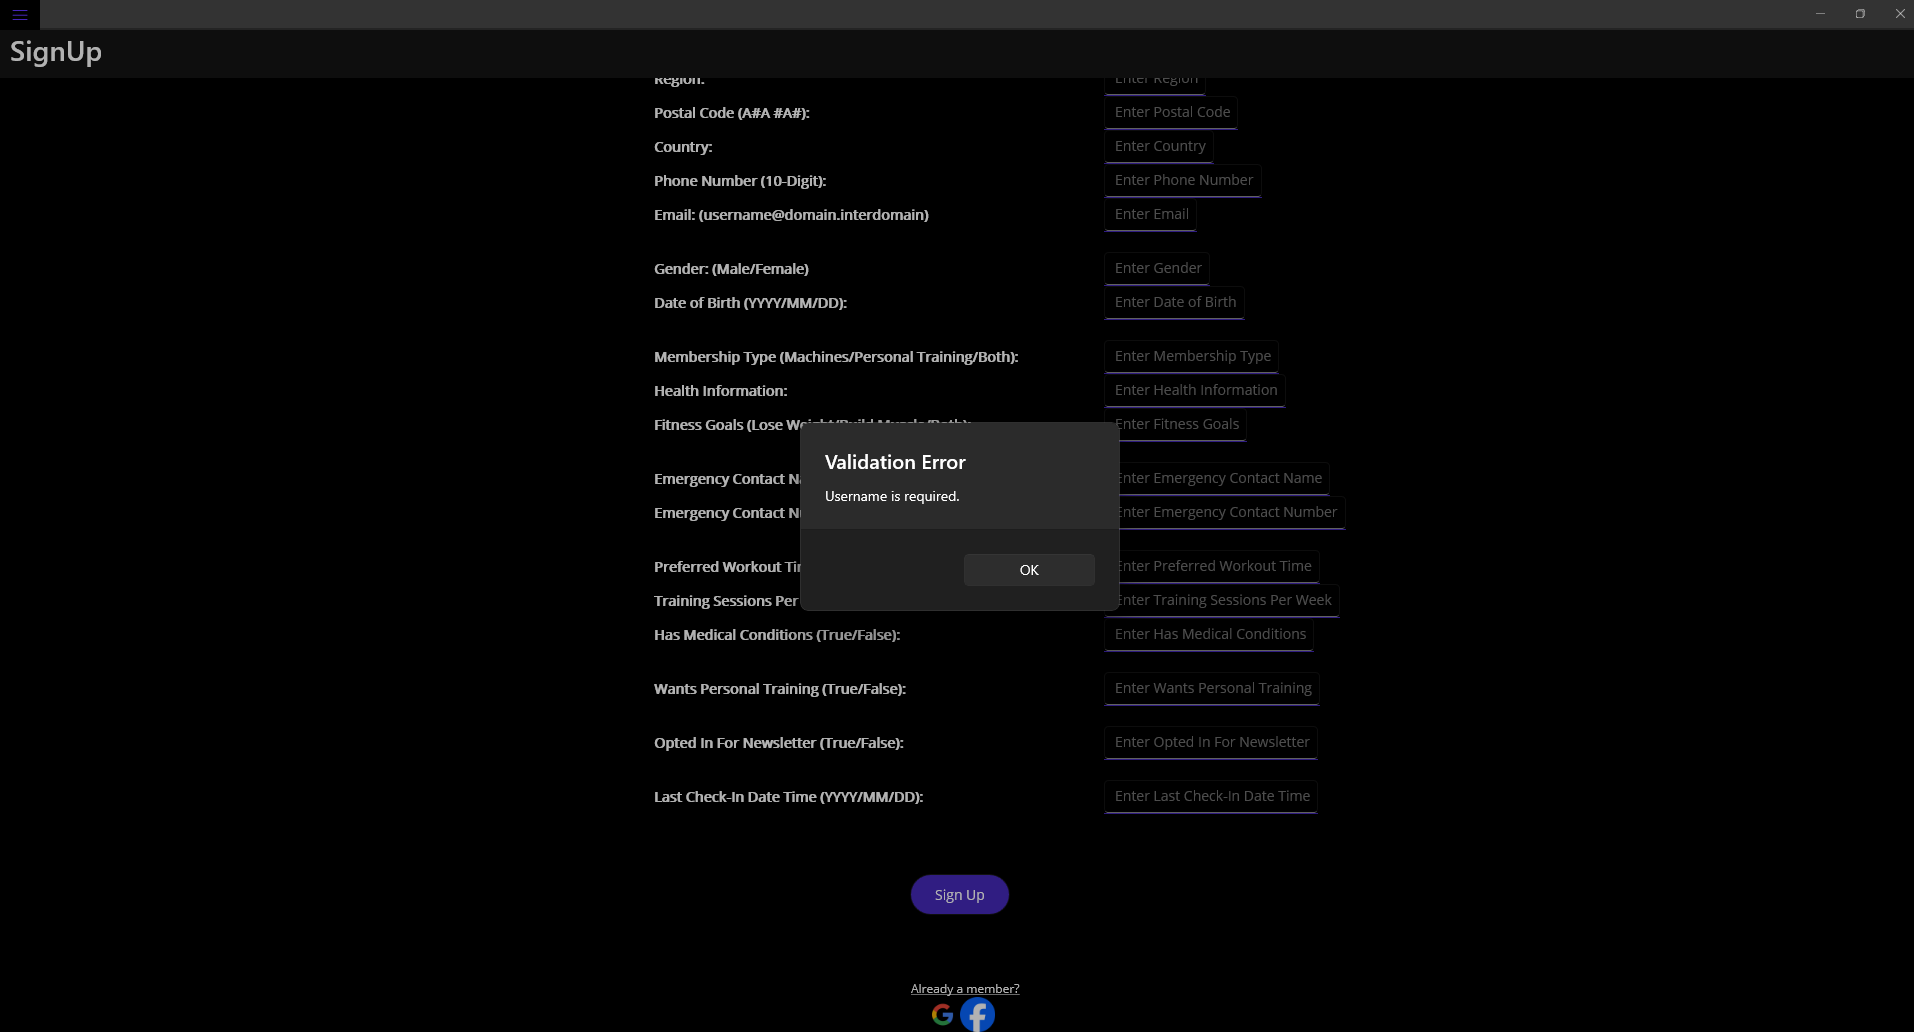 SignUp
Region: Enter Region
Postal Code (A#A #A#): Enter Postal Code
Country: Enter Country
Phone Number (10-Digit): Enter Phone Number
Email: (username@domain.interdomain) Enter Email
Gender: (Male/Female) Enter Gender
Date of Birth (YYYY/MM/DD): Enter Date of Birth
Membership Type (Machines/Personal Training/Both): Enter Membership Type
Health Information: Enter Health Information
Fitness Goals (Lose Weight/Build Muscle/Both): Enter Fitness Goals
Validation Error
Username is required.
OK
Emergency Contact Enter Emergency Contact Name
Emergency Contact Enter Emergency Contact Number
Preferred Workout Enter Preferred Workout Time
Training Sessions Per Enter Training Sessions Per Week
Has Medical Conditions (True/False): Enter Has Medical Conditions
Wants Personal Training (True/False): Enter Wants Personal Training
Opted In For Newsletter (True/False): Enter Opted In For Newsletter
Last Check-In Date Time (YYYY/MM/DD): Enter Last Check-In Date Time
Sign Up
Already a member?